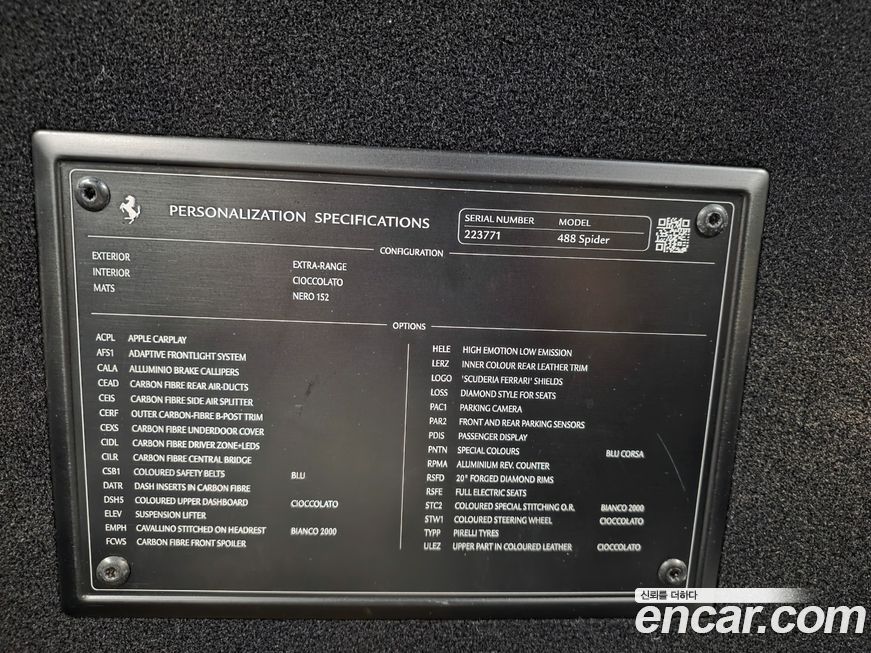 PERSONALIZATION SPECIFICATIONS
SERIAL NUMBER MODEL
223771 488 Spider
CONFIGURATION
EXTERIOR EXTRA-RANGE
INTERIOR CIOCCOLATO
MATS NERO 152
OPTIONS
ACPL APPLE CARPLAY
AFS1 ADAPTIVE FRONTLIGHT SYSTEM
CALA ALLUMINIO BRAKE CALLIPERS
CEAD CARBON FIBRE REAR AIR-DUCTS
CEIS CARBON FIBRE SIDE AIR SPLITTER
CERF OUTER CARBON-FIBRE B-POST TRIM
CEXS CARBON FIBRE UNDERDOOR COVER
CIDL CARBON FIBRE DRIVER ZONE+LEDS
CILR CARBON FIBRE CENTRAL BRIDGE
CSB1 COLOURED SAFETY BELTS BLU
DATR DASH INSERTS IN CARBON FIBRE
DSH5 COLOURED UPPER DASHBOARD CIOCCOLATO
ELEV SUSPENSION LIFTER
EMPH CAVALLINO STITCHED ON HEADREST BIANCO 2000
FCWS CARBON FIBRE FRONT SPOILER
HELE HIGH EMOTION LOW EMISSION
LERZ INNER COLOUR REAR LEATHER TRIM
LOGO 'SCUDERIA FERRARI' SHIELDS
LOSS DIAMOND STYLE FOR SEATS
PAC1 PARKING CAMERA
PAR2 FRONT AND REAR PARKING SENSORS
PDIS PASSENGER DISPLAY
PNTN SPECIAL COLOURS BLU CORSA
RPMA ALUMINIUM REV. COUNTER
RSFD 20" FORGED DIAMOND RIMS
RSFE FULL ELECTRIC SEATS
STC2 COLOURED SPECIAL STITCHING O.R. BIANCO 2000
STW1 COLOURED STEERING WHEEL CIOCCOLATO
TYPP PIRELLI TYRES
ULEZ UPPER PART IN COLOURED LEATHER CIOCCOLATO
신뢰를 더하다
encar.com